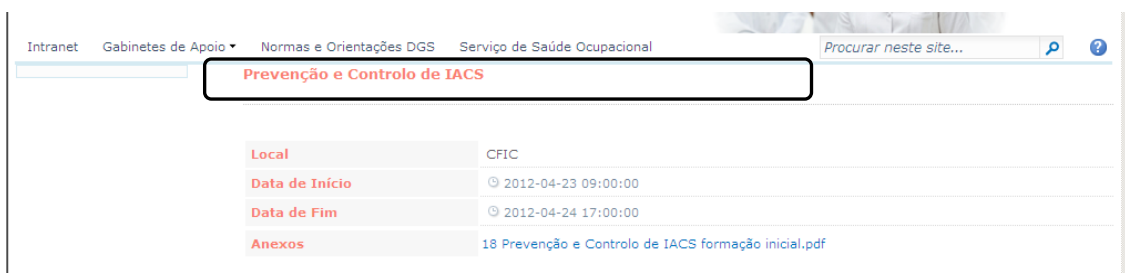 Intranet Gabinetes de Apoio Normas e Orientações DGS Serviço de Saúde Ocupacional Procurar neste site...
Prevenção e Controlo de IACS
Local CFIC
Data de Início 2012-04-23 09:00:00
Data de Fim 2012-04-24 17:00:00
Anexos 18 Prevenção e Controlo de IACS formação inicial.pdf